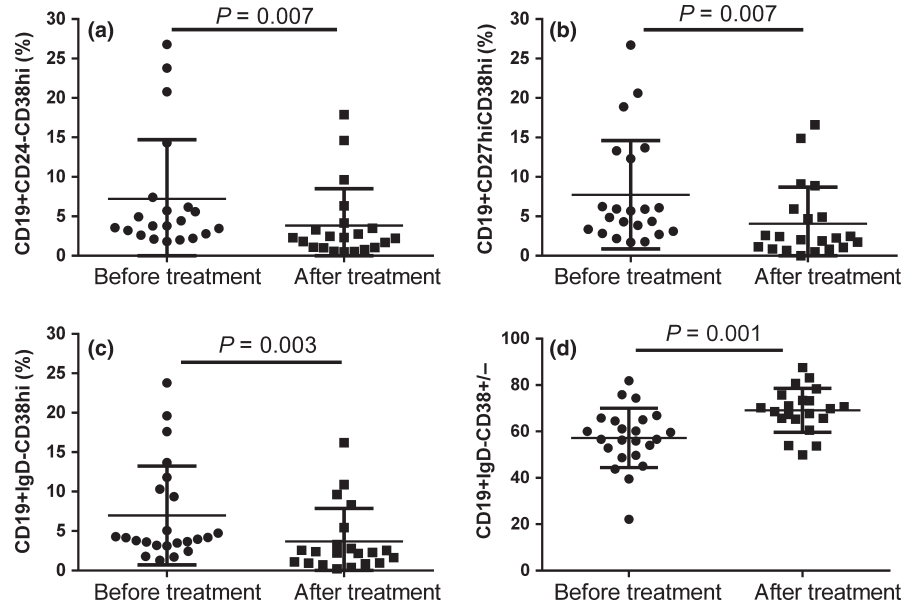 (a)
P = 0.007
CD19+CD24-CD38hi (%)
30
25
20
15
10
5
0
Before treatment
After treatment
(b)
P = 0.007
CD19+CD27hiCD38hi (%)
30
25
20
15
10
5
0
Before treatment
After treatment
(c)
P = 0.003
CD19+IgD-CD38hi (%)
30
25
20
15
10
5
0
Before treatment
After treatment
(d)
P = 0.001
CD19+IgD-CD38+/–
100
80
60
40
20
0
Before treatment
After treatment